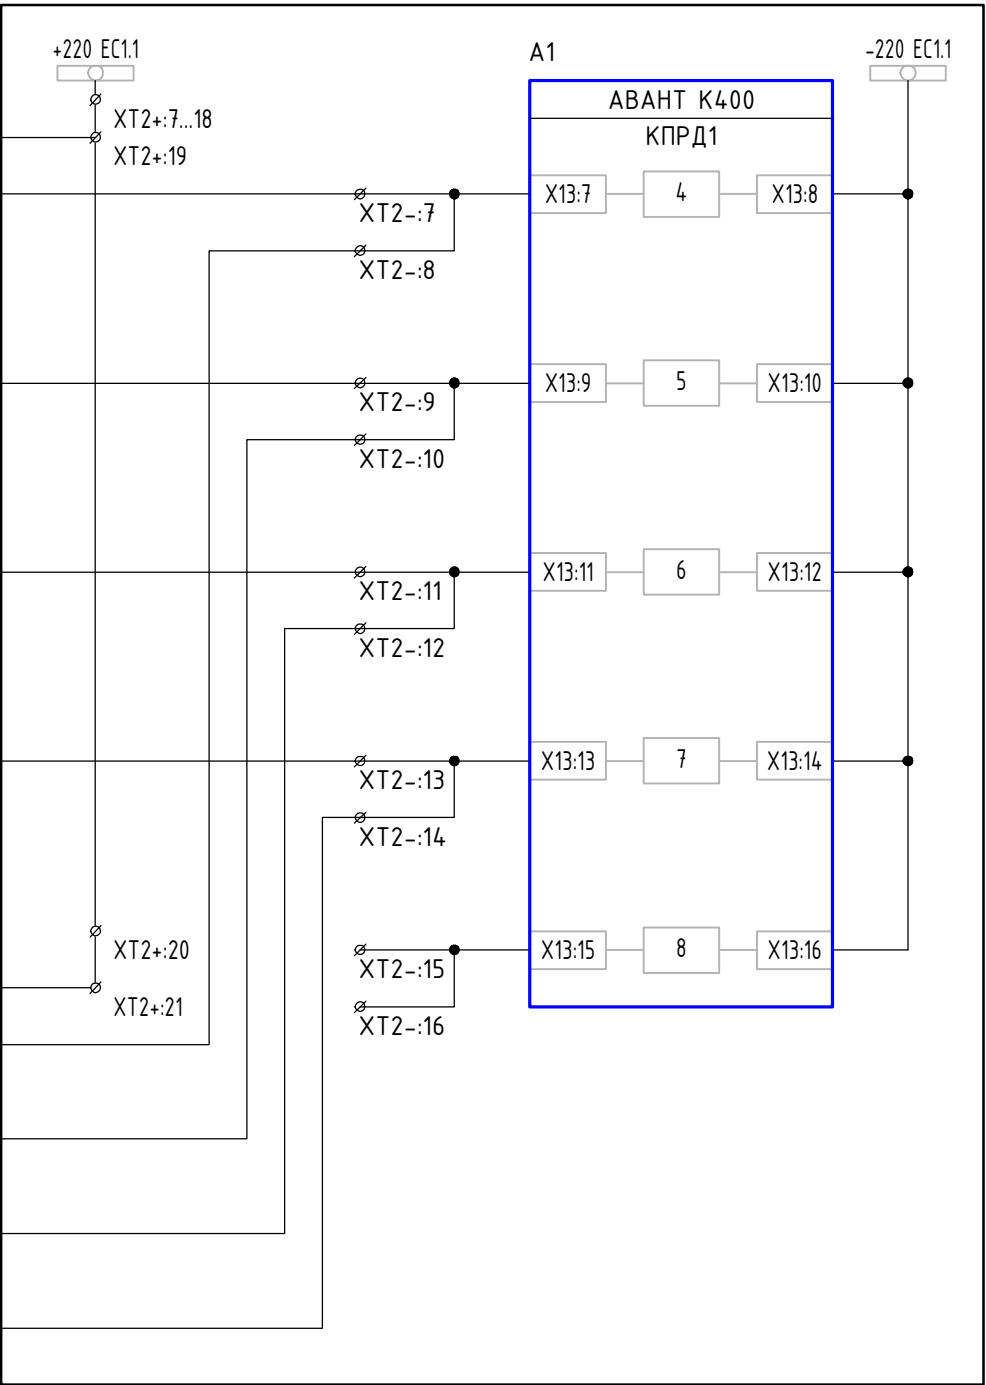 +220 ЕС1.1
А1
-220 ЕС1.1
АВАНТ К400
КПРД1
ХТ2+:7...18
ХТ2+:19
Х13:7
4
Х13:8
ХТ2-:7
ХТ2-:8
Х13:9
5
Х13:10
ХТ2-:9
ХТ2-:10
Х13:11
6
Х13:12
ХТ2-:11
ХТ2-:12
Х13:13
7
Х13:14
ХТ2-:13
ХТ2-:14
ХТ2+:20
Х13:15
8
Х13:16
ХТ2-:15
ХТ2+:21
ХТ2-:16